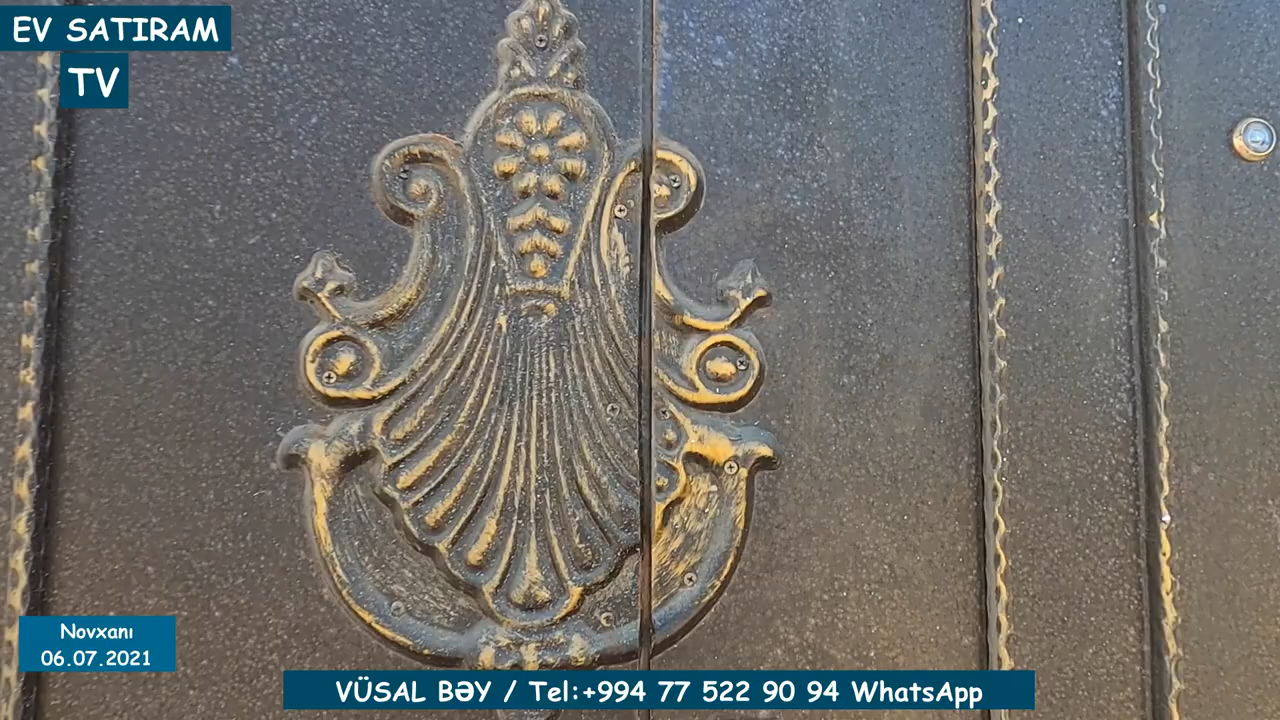 EV SATIRAM
TV
Novxanı
06.07.2021
VÜSAL BƏY / Tel:+994 77 522 90 94 WhatsApp